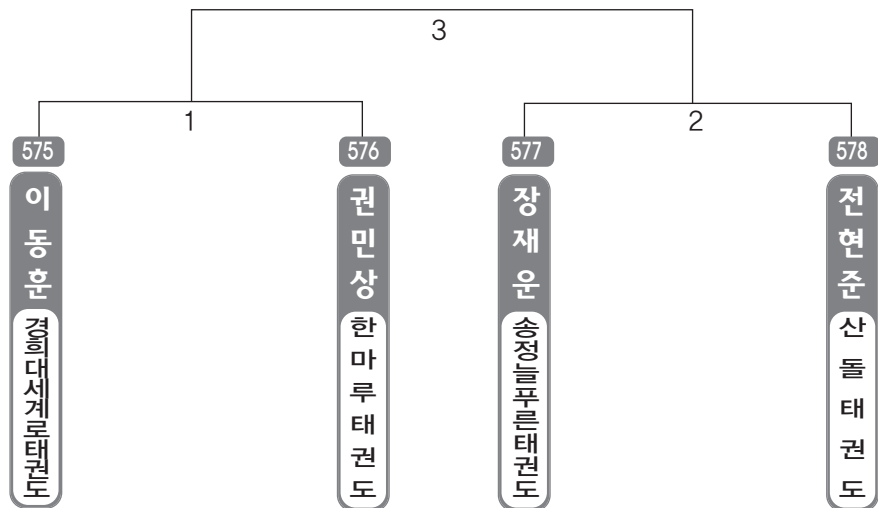 3
1
2
575
576
577
578
이동훈
권민상
장재운
전현준
경희대세계로태권도
한마루태권도
송정늘푸른태권도
산돌태권도